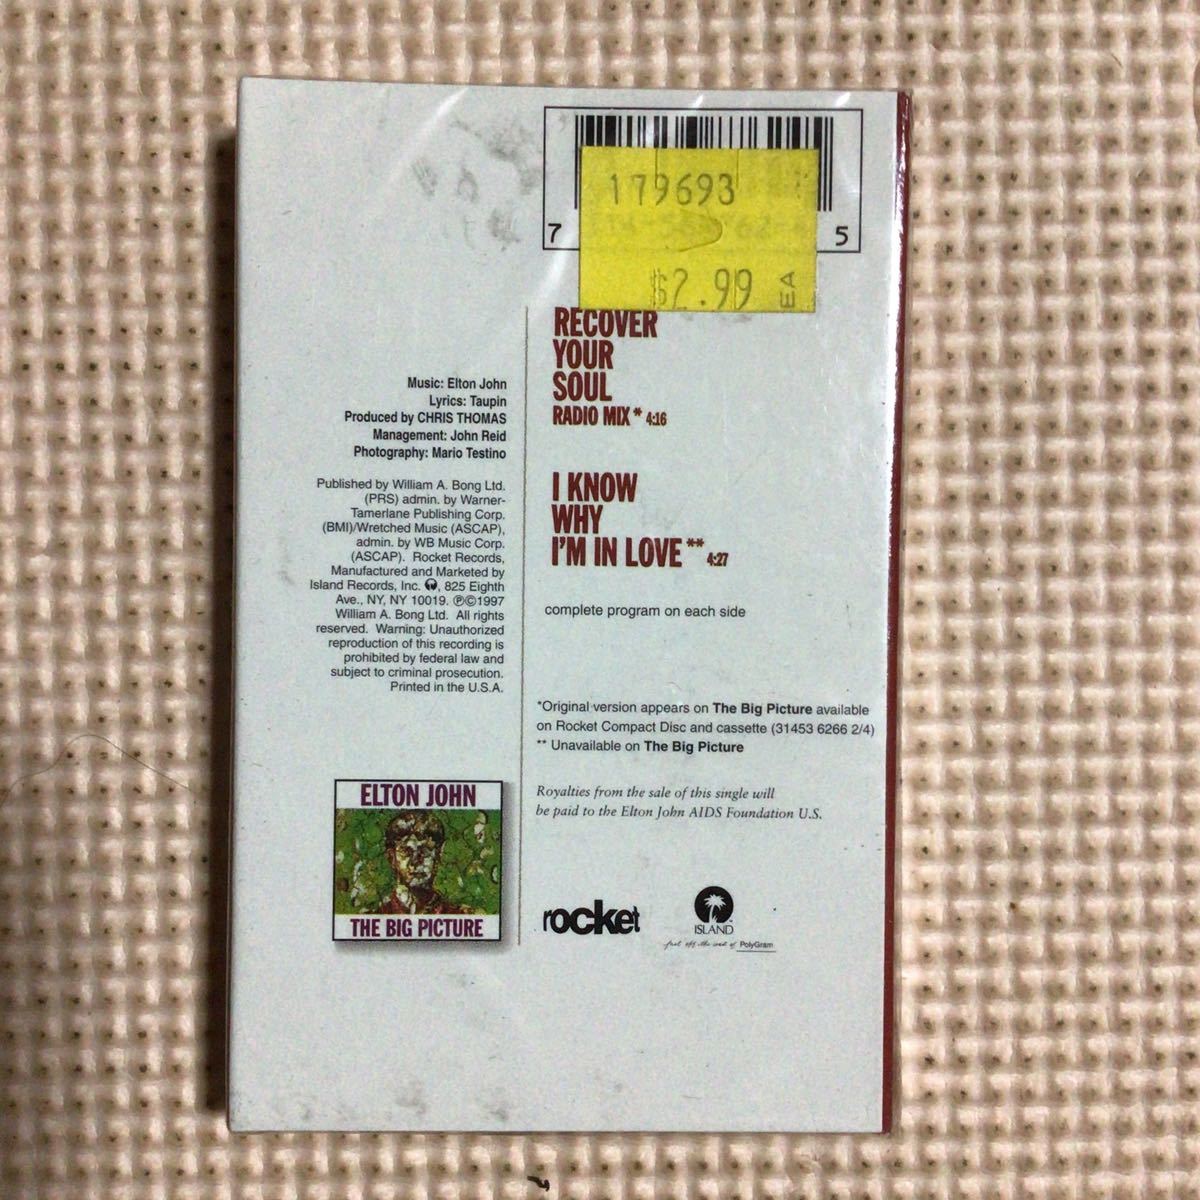 179693
$2.99 EA
7 5
RECOVER
YOUR
SOUL
RADIO MIX * 4:16
I KNOW
WHY
I'M IN LOVE ** 4:27
complete program on each side
Music: Elton John
Lyrics: Taupin
Produced by CHRIS THOMAS
Management: John Reid
Photography: Mario Testino
Published by William A. Bong Ltd.
(PRS) admin. by Warner-
Tamerlane Publishing Corp.
(BMI)/Wretched Music (ASCAP),
admin. by WB Music Corp.
(ASCAP). Rocket Records,
Manufactured and Marketed by
Island Records, Inc. , 825 Eighth
Ave., NY, NY 10019. ℗©1997
William A. Bong Ltd. All rights
reserved. Warning: Unauthorized
reproduction of this recording is
prohibited by federal law and
subject to criminal prosecution.
Printed in the U.S.A.
*Original version appears on The Big Picture available
on Rocket Compact Disc and cassette (31453 6266 2/4)
** Unavailable on The Big Picture
Royalties from the sale of this single will
be paid to the Elton John AIDS Foundation U.S.
ELTON JOHN
THE BIG PICTURE
rocket
ISLAND
PolyGram